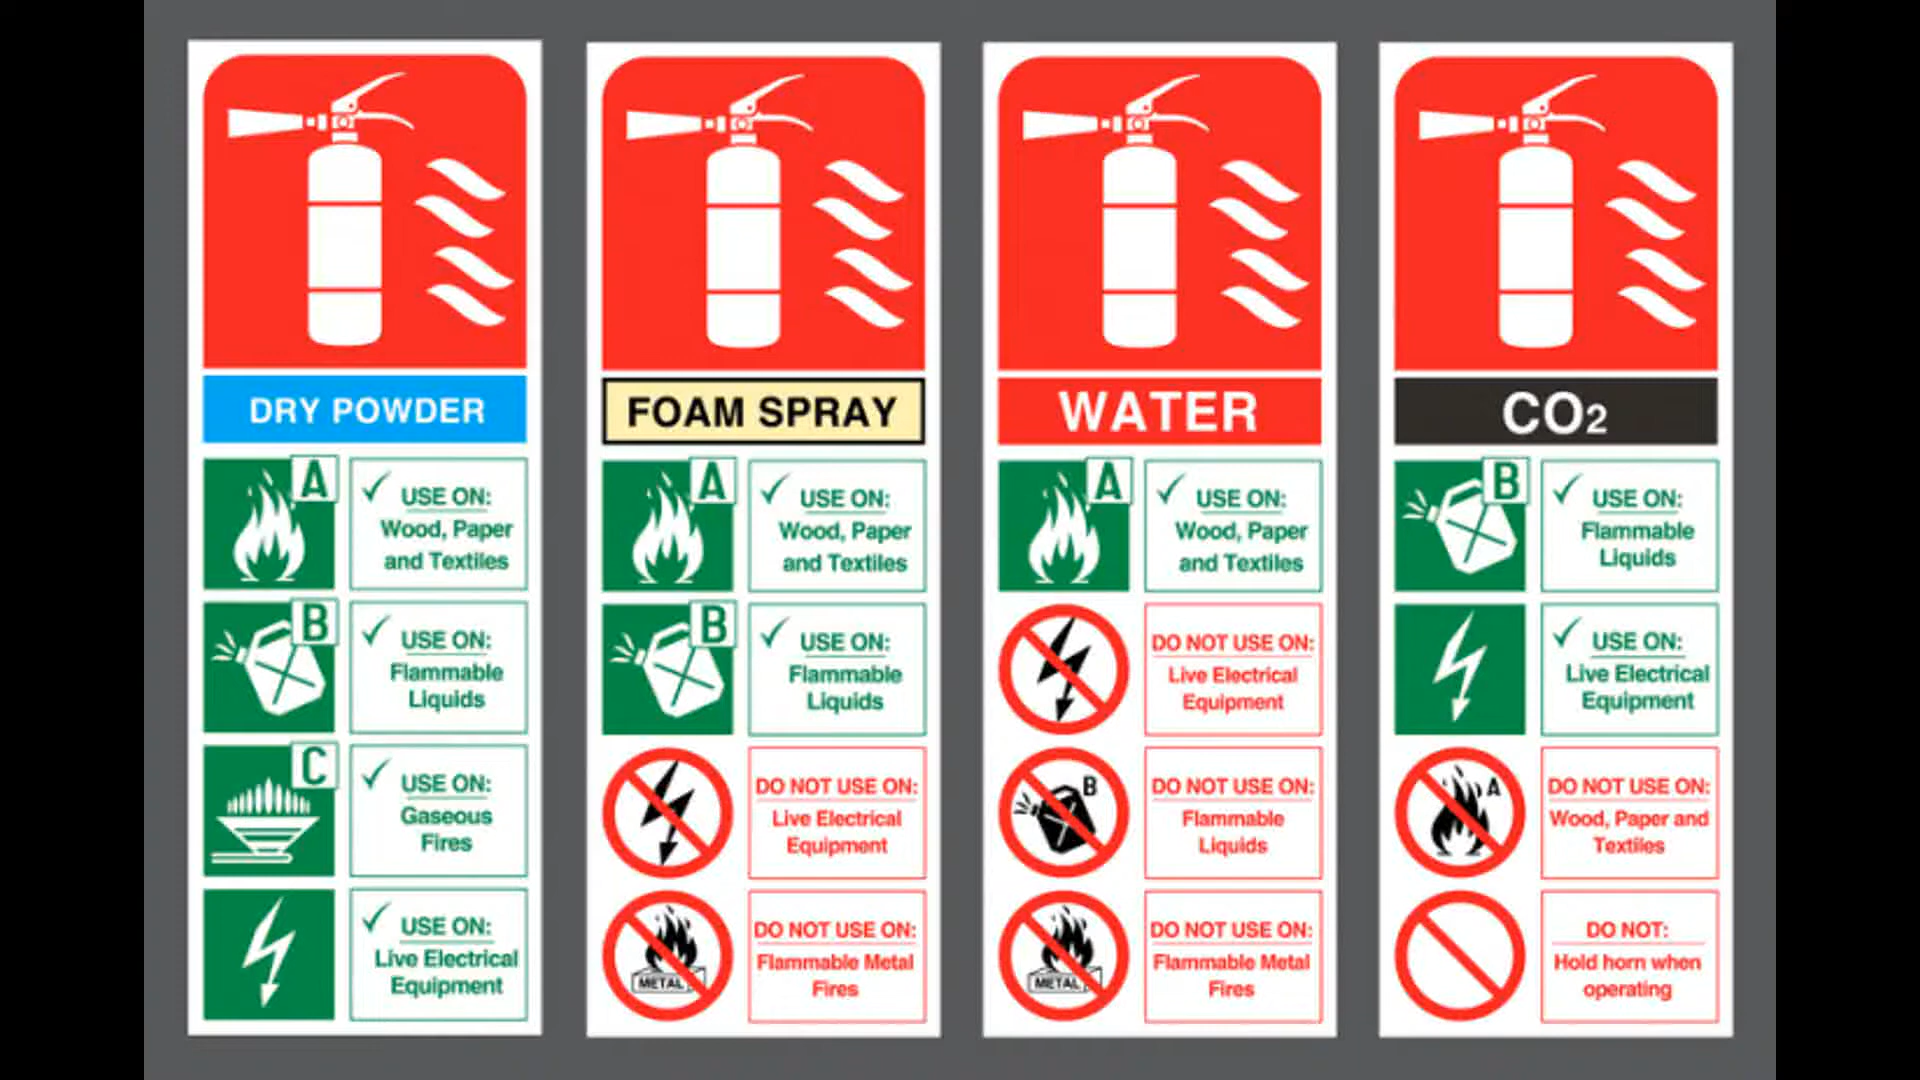 DRY POWDER
A
✓ USE ON:
Wood, Paper
and Textiles
B
✓ USE ON:
Flammable
Liquids
C
✓ USE ON:
Gaseous
Fires
✓ USE ON:
Live Electrical
Equipment
FOAM SPRAY
A
✓ USE ON:
Wood, Paper
and Textiles
B
✓ USE ON:
Flammable
Liquids
DO NOT USE ON:
Live Electrical
Equipment
METAL
DO NOT USE ON:
Flammable Metal
Fires
WATER
A
✓ USE ON:
Wood, Paper
and Textiles
DO NOT USE ON:
Live Electrical
Equipment
B
DO NOT USE ON:
Flammable
Liquids
METAL
DO NOT USE ON:
Flammable Metal
Fires
CO2
B
✓ USE ON:
Flammable
Liquids
✓ USE ON:
Live Electrical
Equipment
A
DO NOT USE ON:
Wood, Paper and
Textiles
DO NOT:
Hold horn when
operating